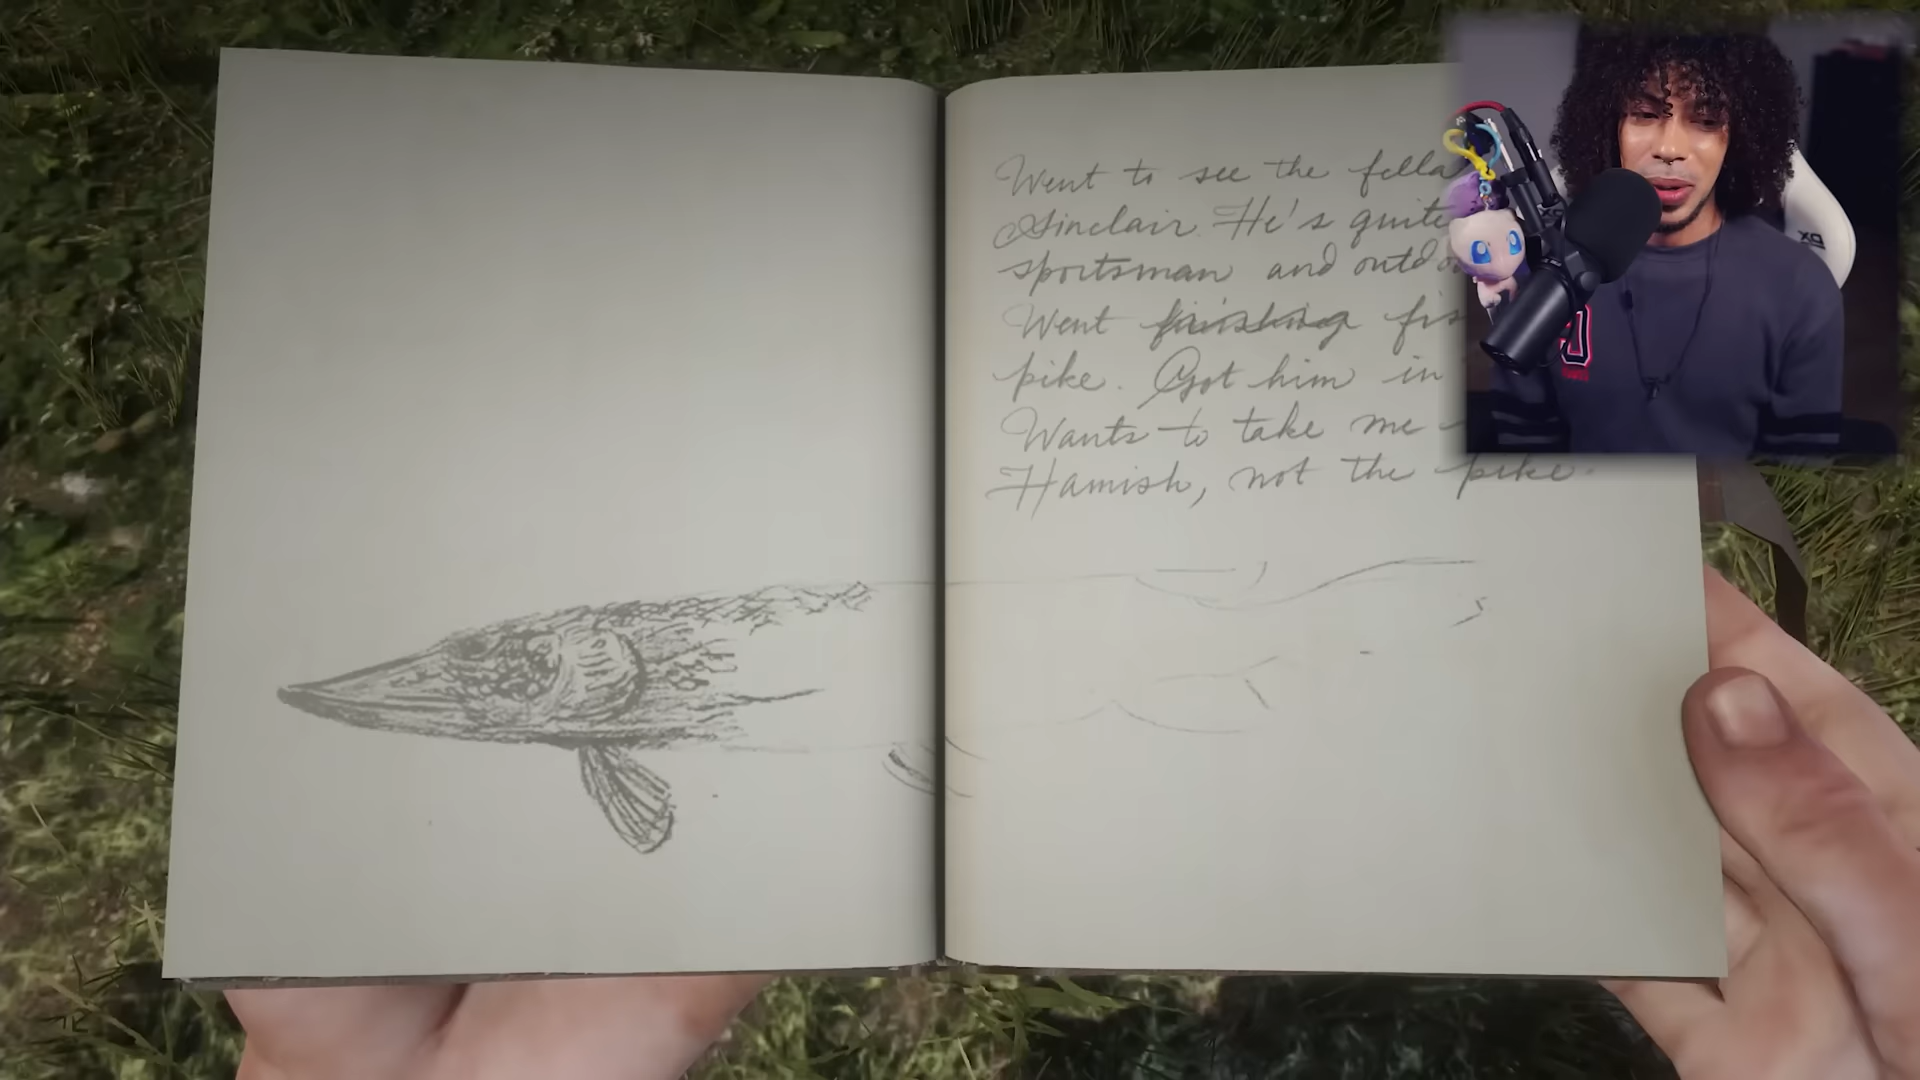 Went to see the fella
Sinclair. He's quite
sportsman and outdo
Went finishing fis
pike. Got him in
Wants to take me
Hamish, not the pike.